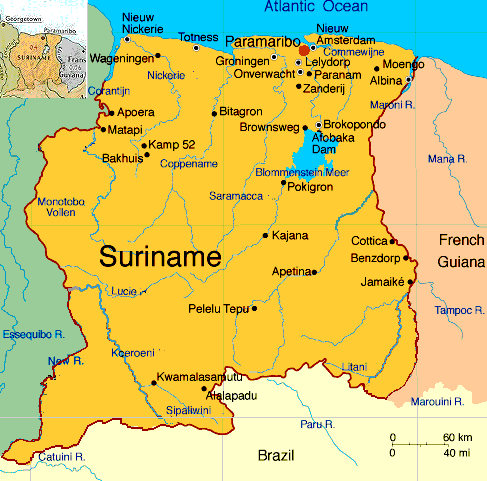 Georgetown
Paramaribo
SURINAME
Frans
Guyana
Atlantic Ocean
Nieuw
Nickerie
Totness
Paramaribo
Nieuw
Amsterdam
Commewijne
Wageningen
Groningen
Lelydorp
Onverwacht
Paranam
Moengo
Nickerie
Zanderij
Albina
Corantijn
Maroni R.
Apoera
Bitagron
Matapi
Brownsweg
Brokopondo
Afobaka
Dam
Kamp 52
Bakhuis
Coppename
Mana R.
Blommenstein Meer
Pokigron
Saramacca
Monotobo
Vollen
Kajana
Cottica
French
Guiana
Suriname
Benzdorp
Apetina
Jamaiké
Lucie
Pelelu Tepu
Tampoc R.
Essequibo R.
Kceroeni
New R.
Litani
Kwamalasamutu
Alalapadu
Marouini R.
Sipaliwini
Paru R.
0 60 km
0 40 mi
Catuini R.
Brazil